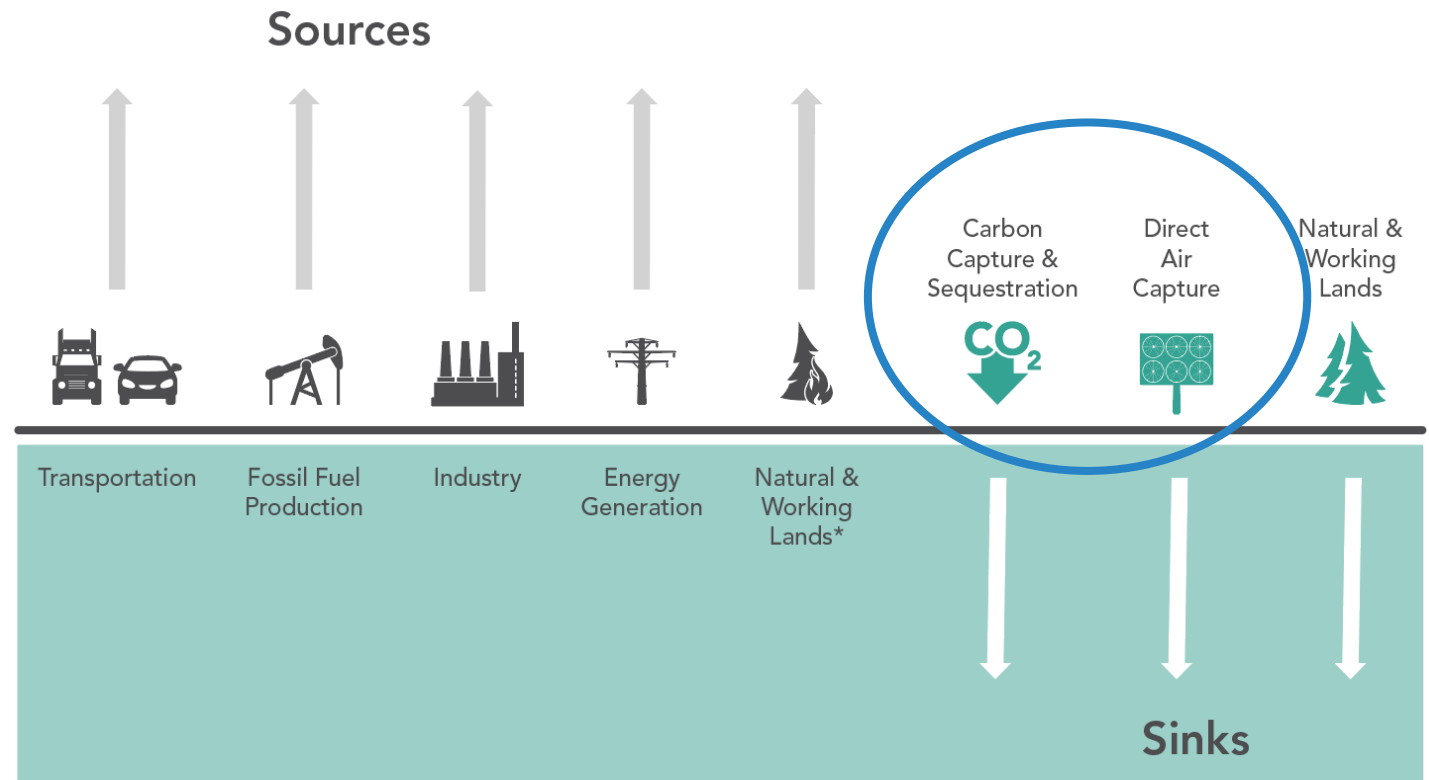 Sources
Carbon
Capture &
Sequestration
Direct
Air
Capture
Natural &
Working
Lands
CO2
Transportation
Fossil Fuel
Production
Industry
Energy
Generation
Natural &
Working
Lands*
Sinks